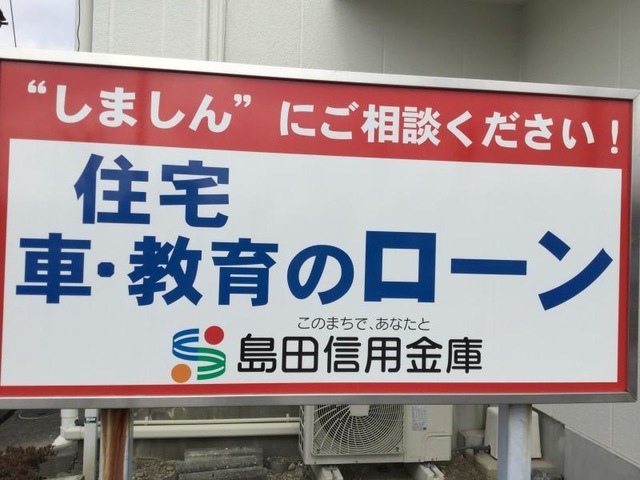 “しましん”にご相談ください！
住宅
車・教育のローン
このまちで、あなたと
島田信用金庫